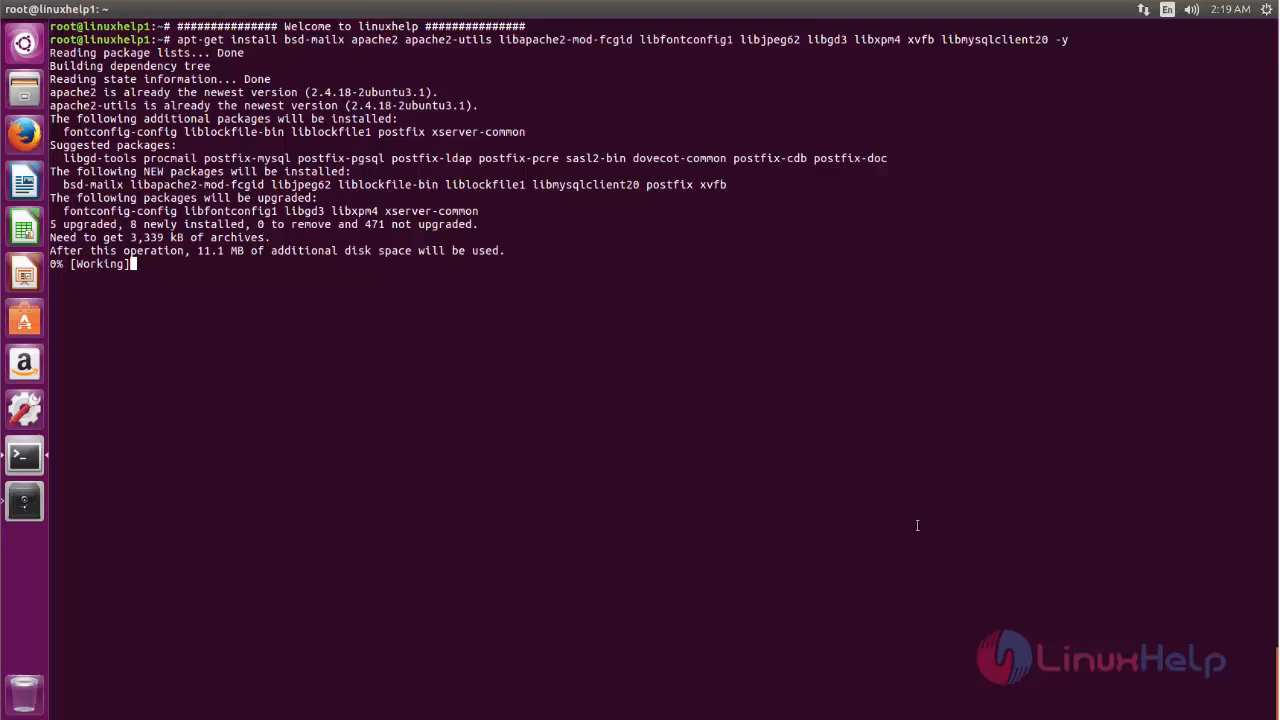 root@linuxhelp1: ~
En
2:19 AM
root@linuxhelp1:~# ############### Welcome to linuxhelp ###############
root@linuxhelp1:~# apt-get install bsd-mailx apache2 apache2-utils libapache2-mod-fcgid libfontconfig1 libjpeg62 libgd3 libxpm4 xvfb libmysqlclient20 -y
Reading package lists... Done
Building dependency tree
Reading state information... Done
apache2 is already the newest version (2.4.18-2ubuntu3.1).
apache2-utils is already the newest version (2.4.18-2ubuntu3.1).
The following additional packages will be installed:
  fontconfig-config liblockfile-bin liblockfile1 postfix xserver-common
Suggested packages:
  libgd-tools procmail postfix-mysql postfix-pgsql postfix-ldap postfix-pcre sasl2-bin dovecot-common postfix-cdb postfix-doc
The following NEW packages will be installed:
  bsd-mailx libapache2-mod-fcgid libjpeg62 liblockfile-bin liblockfile1 libmysqlclient20 postfix xvfb
The following packages will be upgraded:
  fontconfig-config libfontconfig1 libgd3 libxpm4 xserver-common
5 upgraded, 8 newly installed, 0 to remove and 471 not upgraded.
Need to get 3,339 kB of archives.
After this operation, 11.1 MB of additional disk space will be used.
0% [Working]
LinuxHelp